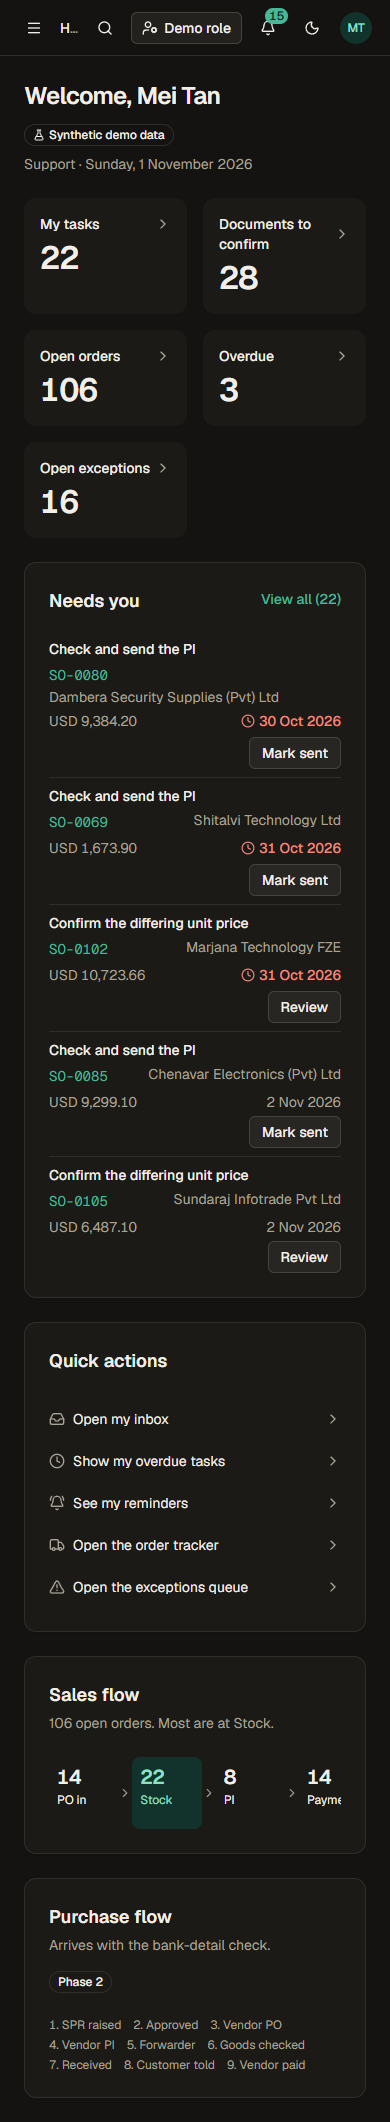 H...
Demo role
15
MT
Welcome, Mei Tan
Synthetic demo data
Support · Sunday, 1 November 2026
My tasks
22
Documents to
confirm
28
Open orders
106
Overdue
3
Open exceptions
16
Needs you
View all (22)
Check and send the PI
SO-0080
Dambera Security Supplies (Pvt) Ltd
USD 9,384.20
30 Oct 2026
Mark sent
Check and send the PI
SO-0069
Shitalvi Technology Ltd
USD 1,673.90
31 Oct 2026
Mark sent
Confirm the differing unit price
SO-0102
Marjana Technology FZE
USD 10,723.66
31 Oct 2026
Review
Check and send the PI
SO-0085
Chenavar Electronics (Pvt) Ltd
USD 9,299.10
2 Nov 2026
Mark sent
Confirm the differing unit price
SO-0105
Sundaraj Infotrade Pvt Ltd
USD 6,487.10
2 Nov 2026
Review
Quick actions
Open my inbox
Show my overdue tasks
See my reminders
Open the order tracker
Open the exceptions queue
Sales flow
106 open orders. Most are at Stock.
14
PO in
22
Stock
8
PI
14
Payme
Purchase flow
Arrives with the bank-detail check.
Phase 2
1. SPR raised 2. Approved 3. Vendor PO
4. Vendor PI 5. Forwarder 6. Goods checked
7. Received 8. Customer told 9. Vendor paid